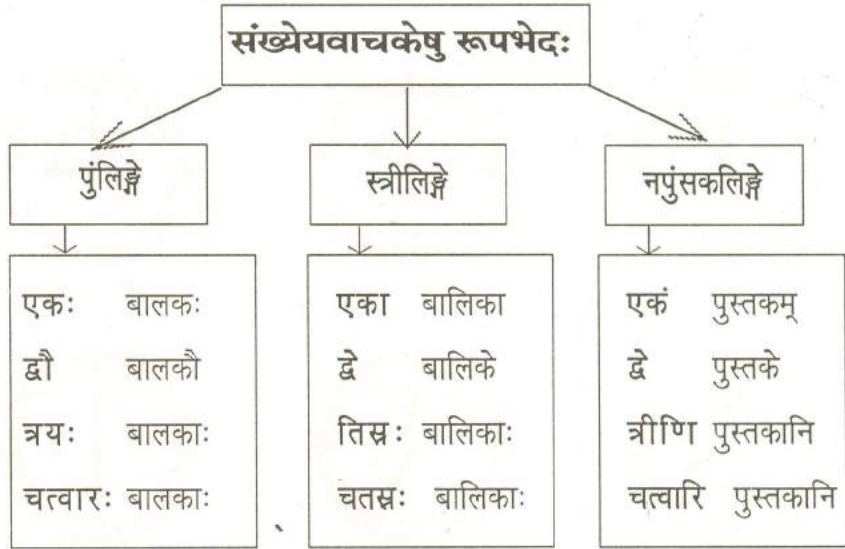 संख्येयवाचकेषु रूपभेदः
पुंलिङ्गे
स्त्रीलिङ्गे
नपुंसकलिङ्गे
एकः बालकः
द्वौ बालकौ
त्रयः बालकाः
चत्वारः बालकाः
एका बालिका
द्वे बालिके
तिस्रः बालिकाः
चतस्रः बालिकाः
एकं पुस्तकम्
द्वे पुस्तके
त्रीणि पुस्तकानि
चत्वारि पुस्तकानि